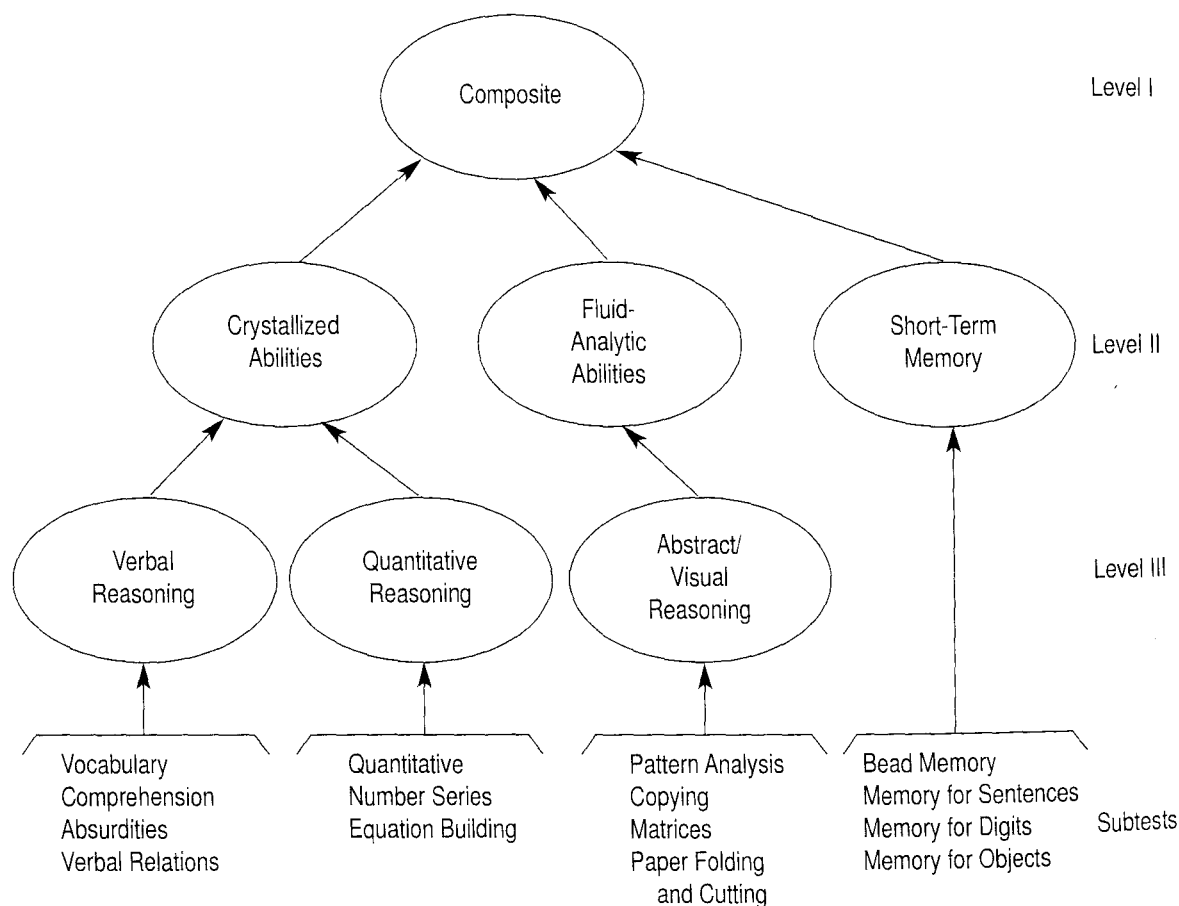 Composite
Level I
Crystallized
Abilities
Fluid-
Analytic
Abilities
Short-Term
Memory
Level II
Verbal
Reasoning
Quantitative
Reasoning
Abstract/
Visual
Reasoning
Level III
Vocabulary
Comprehension
Absurdities
Verbal Relations
Quantitative
Number Series
Equation Building
Pattern Analysis
Copying
Matrices
Paper Folding
and Cutting
Bead Memory
Memory for Sentences
Memory for Digits
Memory for Objects
Subtests